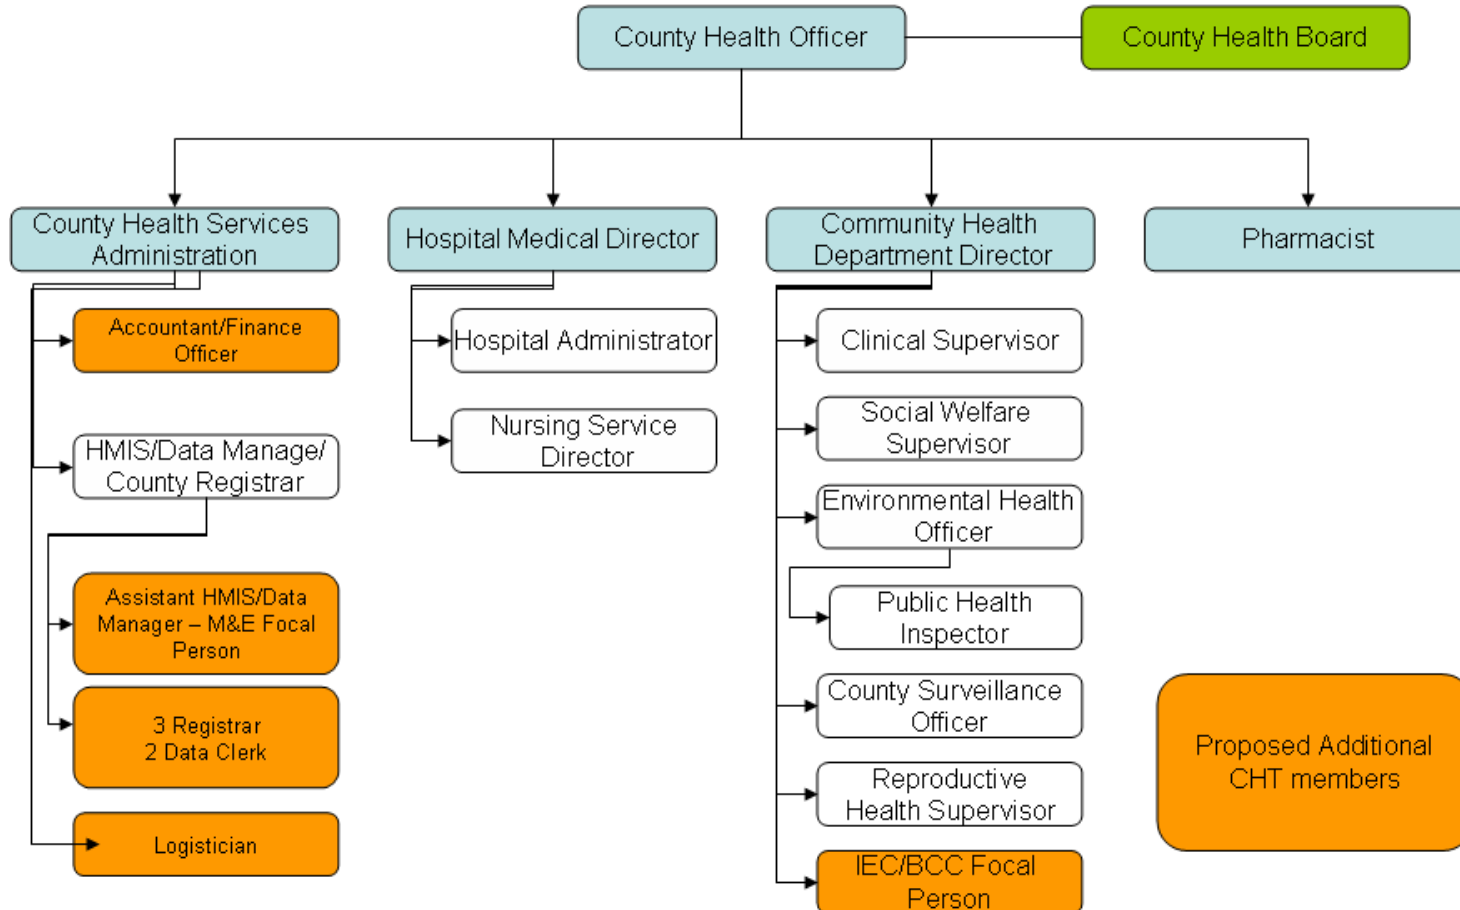 County Health Officer
County Health Board
County Health Services
Administration
Hospital Medical Director
Community Health
Department Director
Pharmacist
Accountant/Finance
Officer
HMIS/Data Manage/
County Registrar
Assistant HMIS/Data
Manager – M&E Focal
Person
3 Registrar
2 Data Clerk
Logistician
Hospital Administrator
Nursing Service
Director
Clinical Supervisor
Social Welfare
Supervisor
Environmental Health
Officer
Public Health
Inspector
County Surveillance
Officer
Reproductive
Health Supervisor
IEC/BCC Focal
Person
Proposed Additional
CHT members